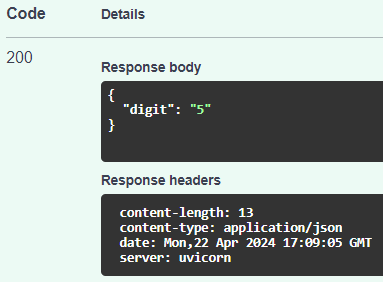 Code Details
200
Response body
{
"digit": "5"
}
Response headers
content-length: 13
content-type: application/json
date: Mon,22 Apr 2024 17:09:05 GMT
server: uvicorn